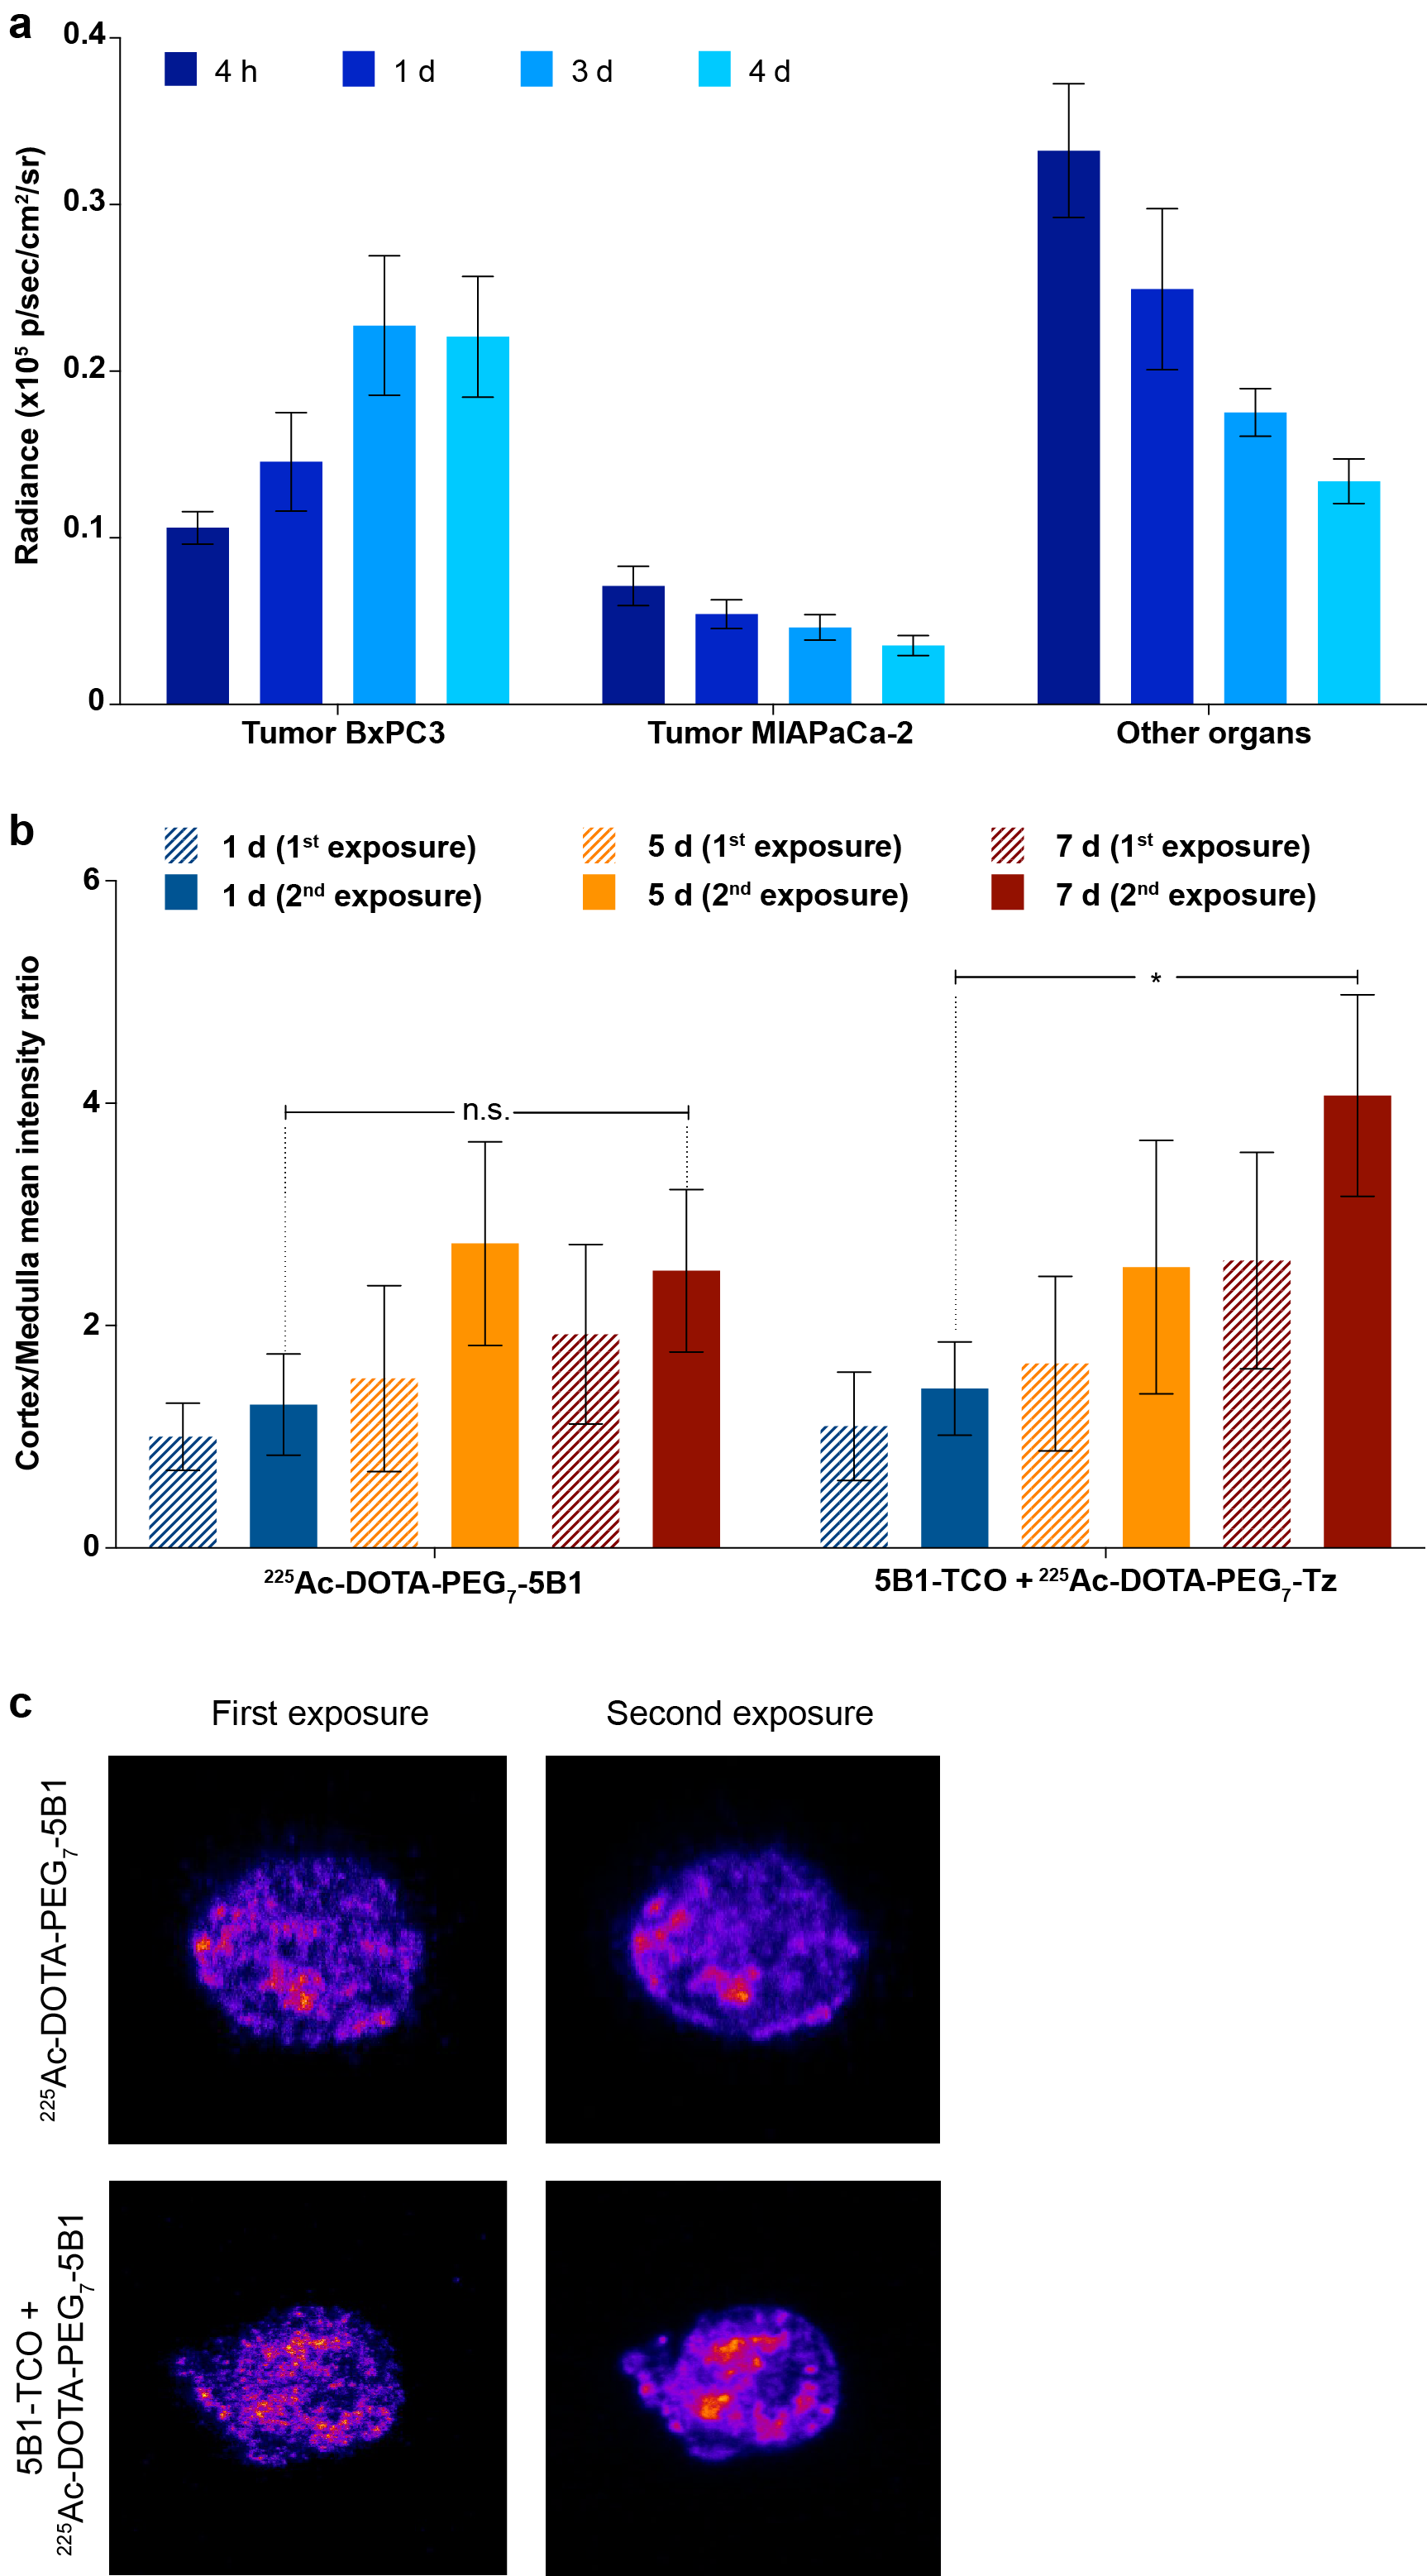 a
0.4
4 h 1 d 3 d 4 d
0.3
0.2
0.1
0
Radiance (x10⁵ p/sec/cm²/sr)
Tumor BxPC3 Tumor MIAPaCa-2 Other organs
b
1 d (1ˢᵗ exposure) 5 d (1ˢᵗ exposure) 7 d (1ˢᵗ exposure)
1 d (2ⁿᵈ exposure) 5 d (2ⁿᵈ exposure) 7 d (2ⁿᵈ exposure)
6
4
2
0
Cortex/Medulla mean intensity ratio
n.s.
*
²²⁵Ac-DOTA-PEG₇-5B1 5B1-TCO + ²²⁵Ac-DOTA-PEG₇-Tz
c
First exposure Second exposure
²²⁵Ac-DOTA-PEG₇-5B1
5B1-TCO +
²²⁵Ac-DOTA-PEG₇-5B1